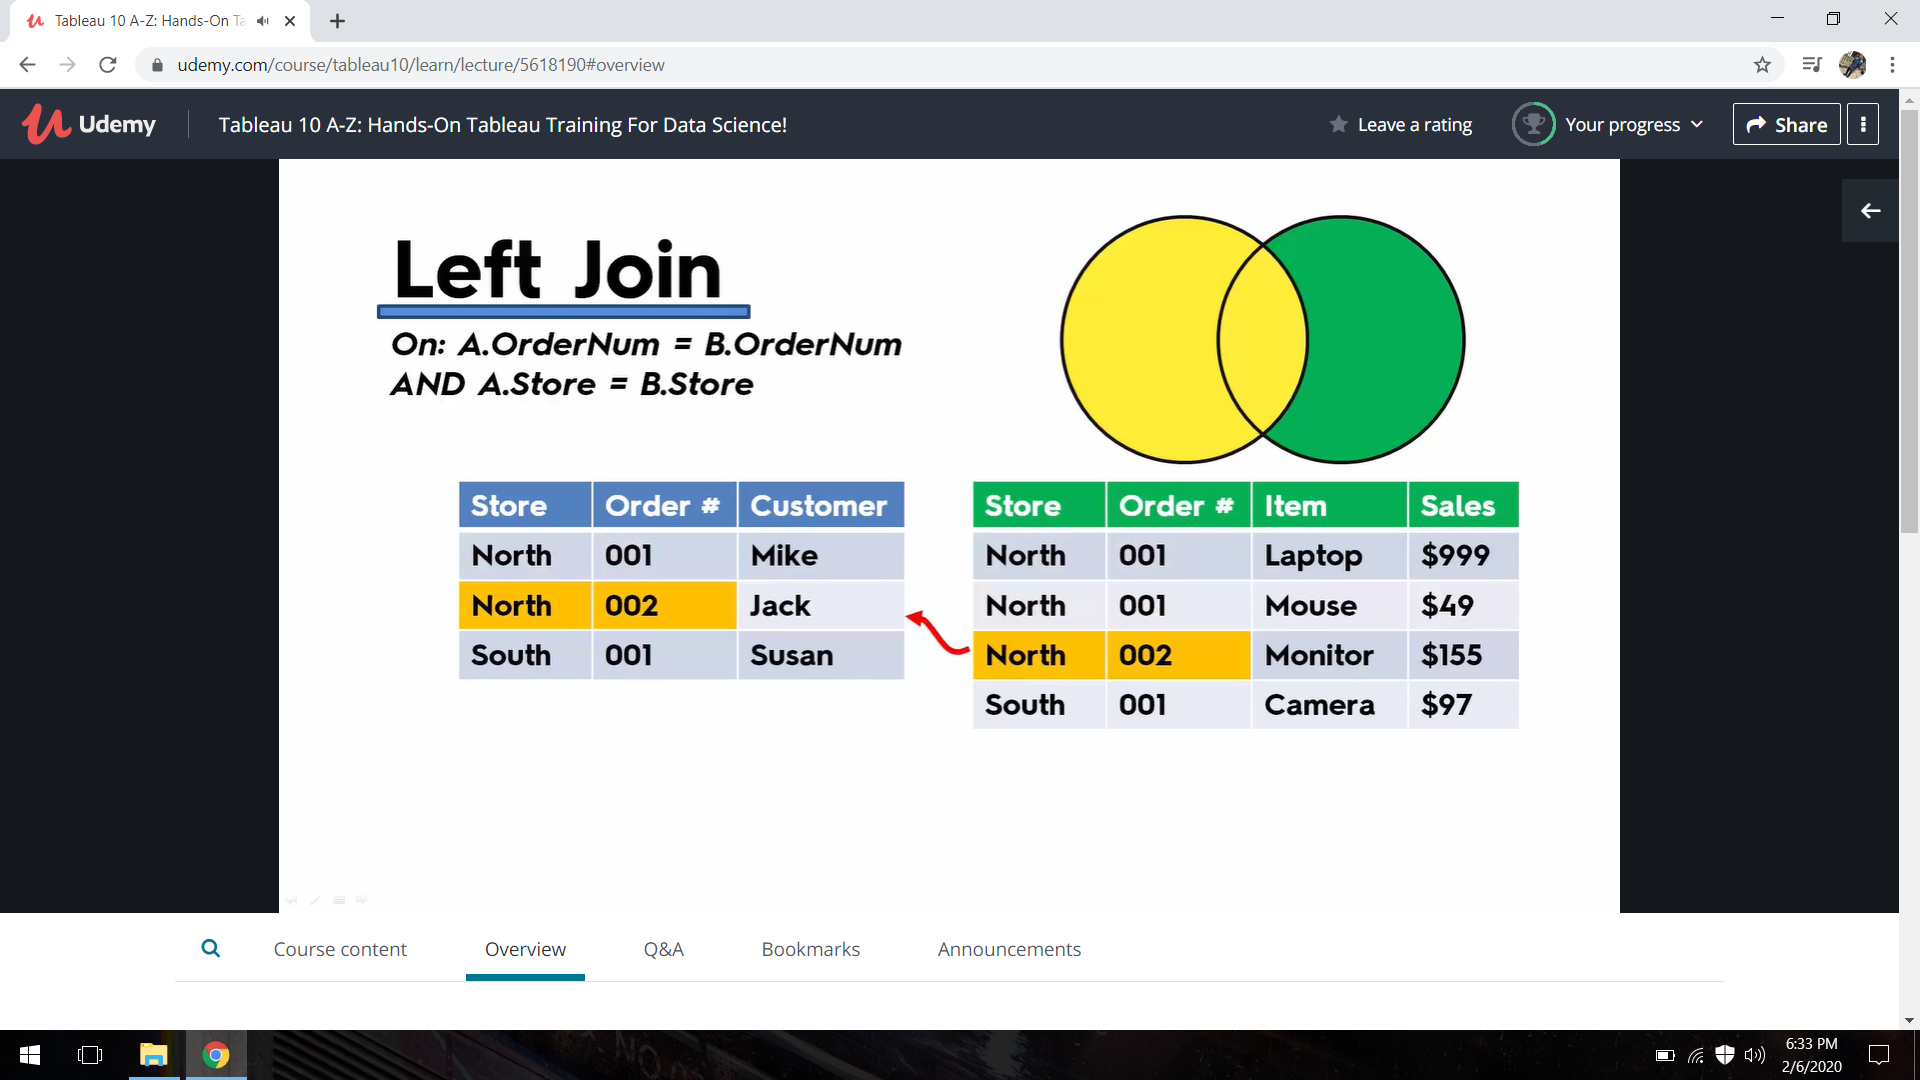 Tableau 10 A-Z: Hands-On Ta
udemy.com/course/tableau10/learn/lecture/5618190#overview
Udemy
Tableau 10 A-Z: Hands-On Tableau Training For Data Science!
Leave a rating
Your progress
Share
Left Join
On: A.OrderNum = B.OrderNum
AND A.Store = B.Store
Store Order # Customer
North 001 Mike
North 002 Jack
South 001 Susan
Store Order # Item Sales
North 001 Laptop $999
North 001 Mouse $49
North 002 Monitor $155
South 001 Camera $97
Course content
Overview
Q&A
Bookmarks
Announcements
6:33 PM
2/6/2020